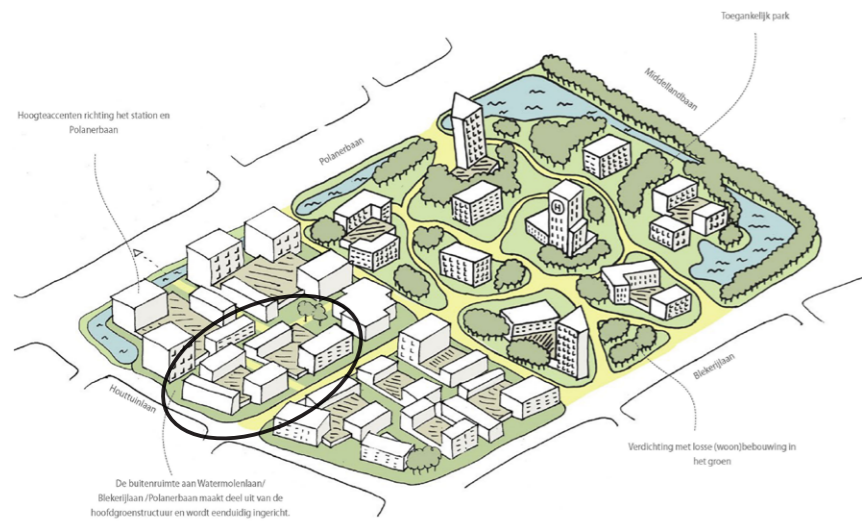 Toegankelijk park
Middellandbaan
Hoogteaccenten richting het station en
Polanerbaan
Polanerbaan
H
Houttuinlaan
Blekerijlaan
Verdichting met losse (woon)bebouwing in
het groen
De buitenruimte aan Watermolenlaan/
Blekerijlaan /Polanerbaan maakt deel uit van de
hoofdgroenstructuur en wordt eenduidig ingericht.